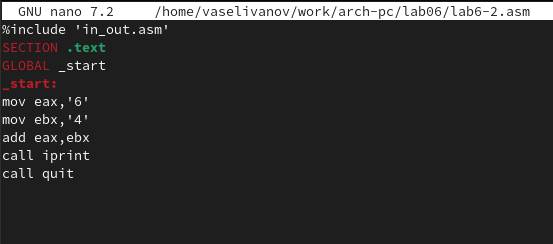 GNU nano 7.2 /home/vaselivanov/work/arch-pc/lab06/lab6-2.asm
%include 'in_out.asm'
SECTION .text
GLOBAL _start
_start:
mov eax,'6'
mov ebx,'4'
add eax,ebx
call iprint
call quit